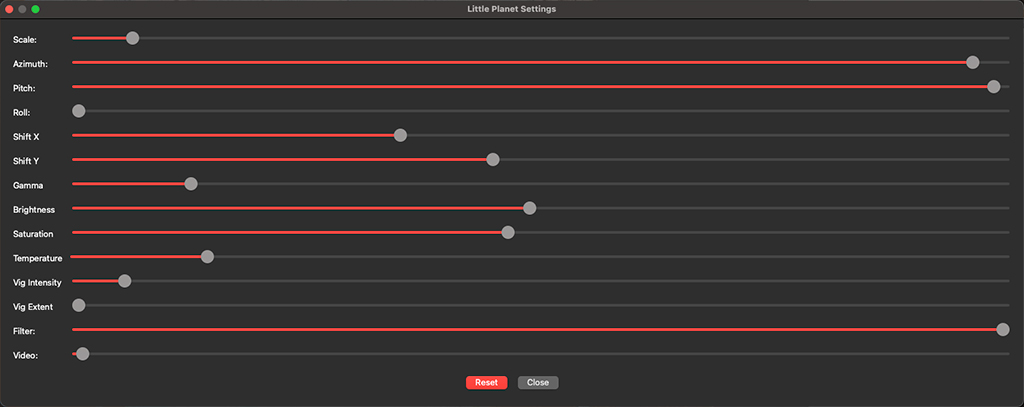 Little Planet Settings
Scale:
Azimuth:
Pitch:
Roll:
Shift X
Shift Y
Gamma
Brightness
Saturation
Temperature
Vig Intensity
Vig Extent
Filter:
Video:
Reset Close